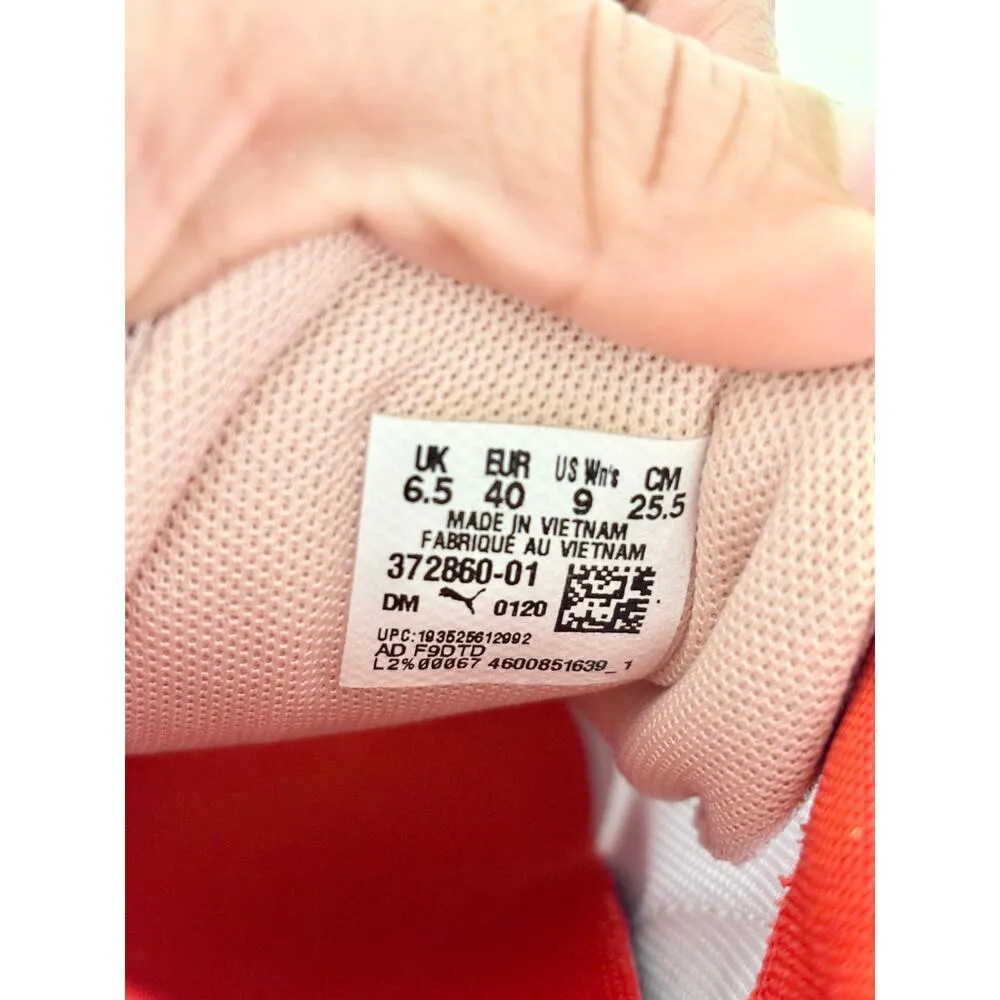 UK EUR US Wn's CM
6.5 40 9 25.5
MADE IN VIETNAM
FABRIQUÉ AU VIETNAM
372860-01
DM 0120
UPC:193525612992
AD F9DTD
L2%00067 4600851639_1